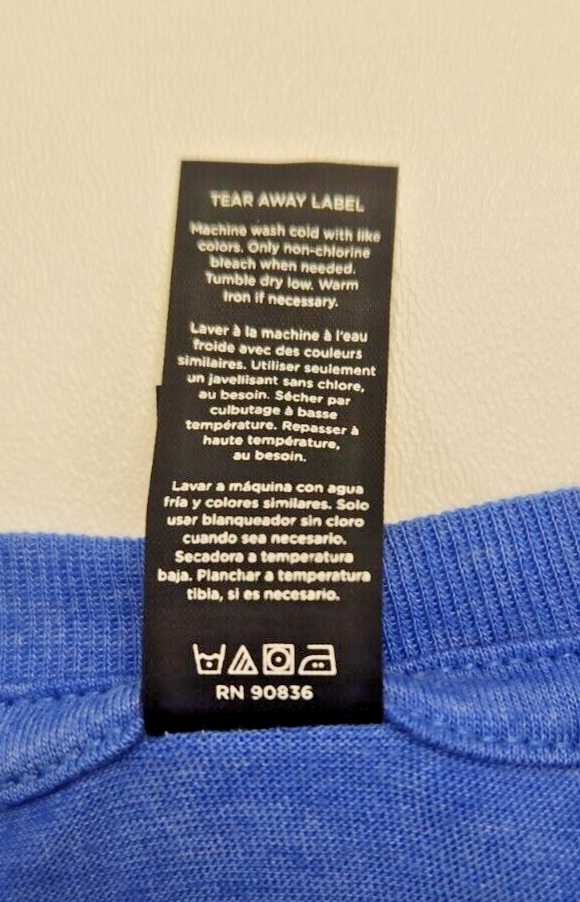 TEAR AWAY LABEL
Machine wash cold with like
colors. Only non-chlorine
bleach when needed.
Tumble dry low. Warm
Iron if necessary.
Laver à la machine à l'eau
froide avec des couleurs
similaires. Utiliser seulement
un javellisant sans chlore,
au besoin. Sécher par
culbutage à basse
température. Repasser à
haute température,
au besoin.
Lavar a máquina con agua
fría y colores similares. Solo
usar blanqueador sin cloro
cuando sea necesario.
Secadora a temperatura
baja. Planchar a temperatura
tibia, si es necesario.
RN 90836